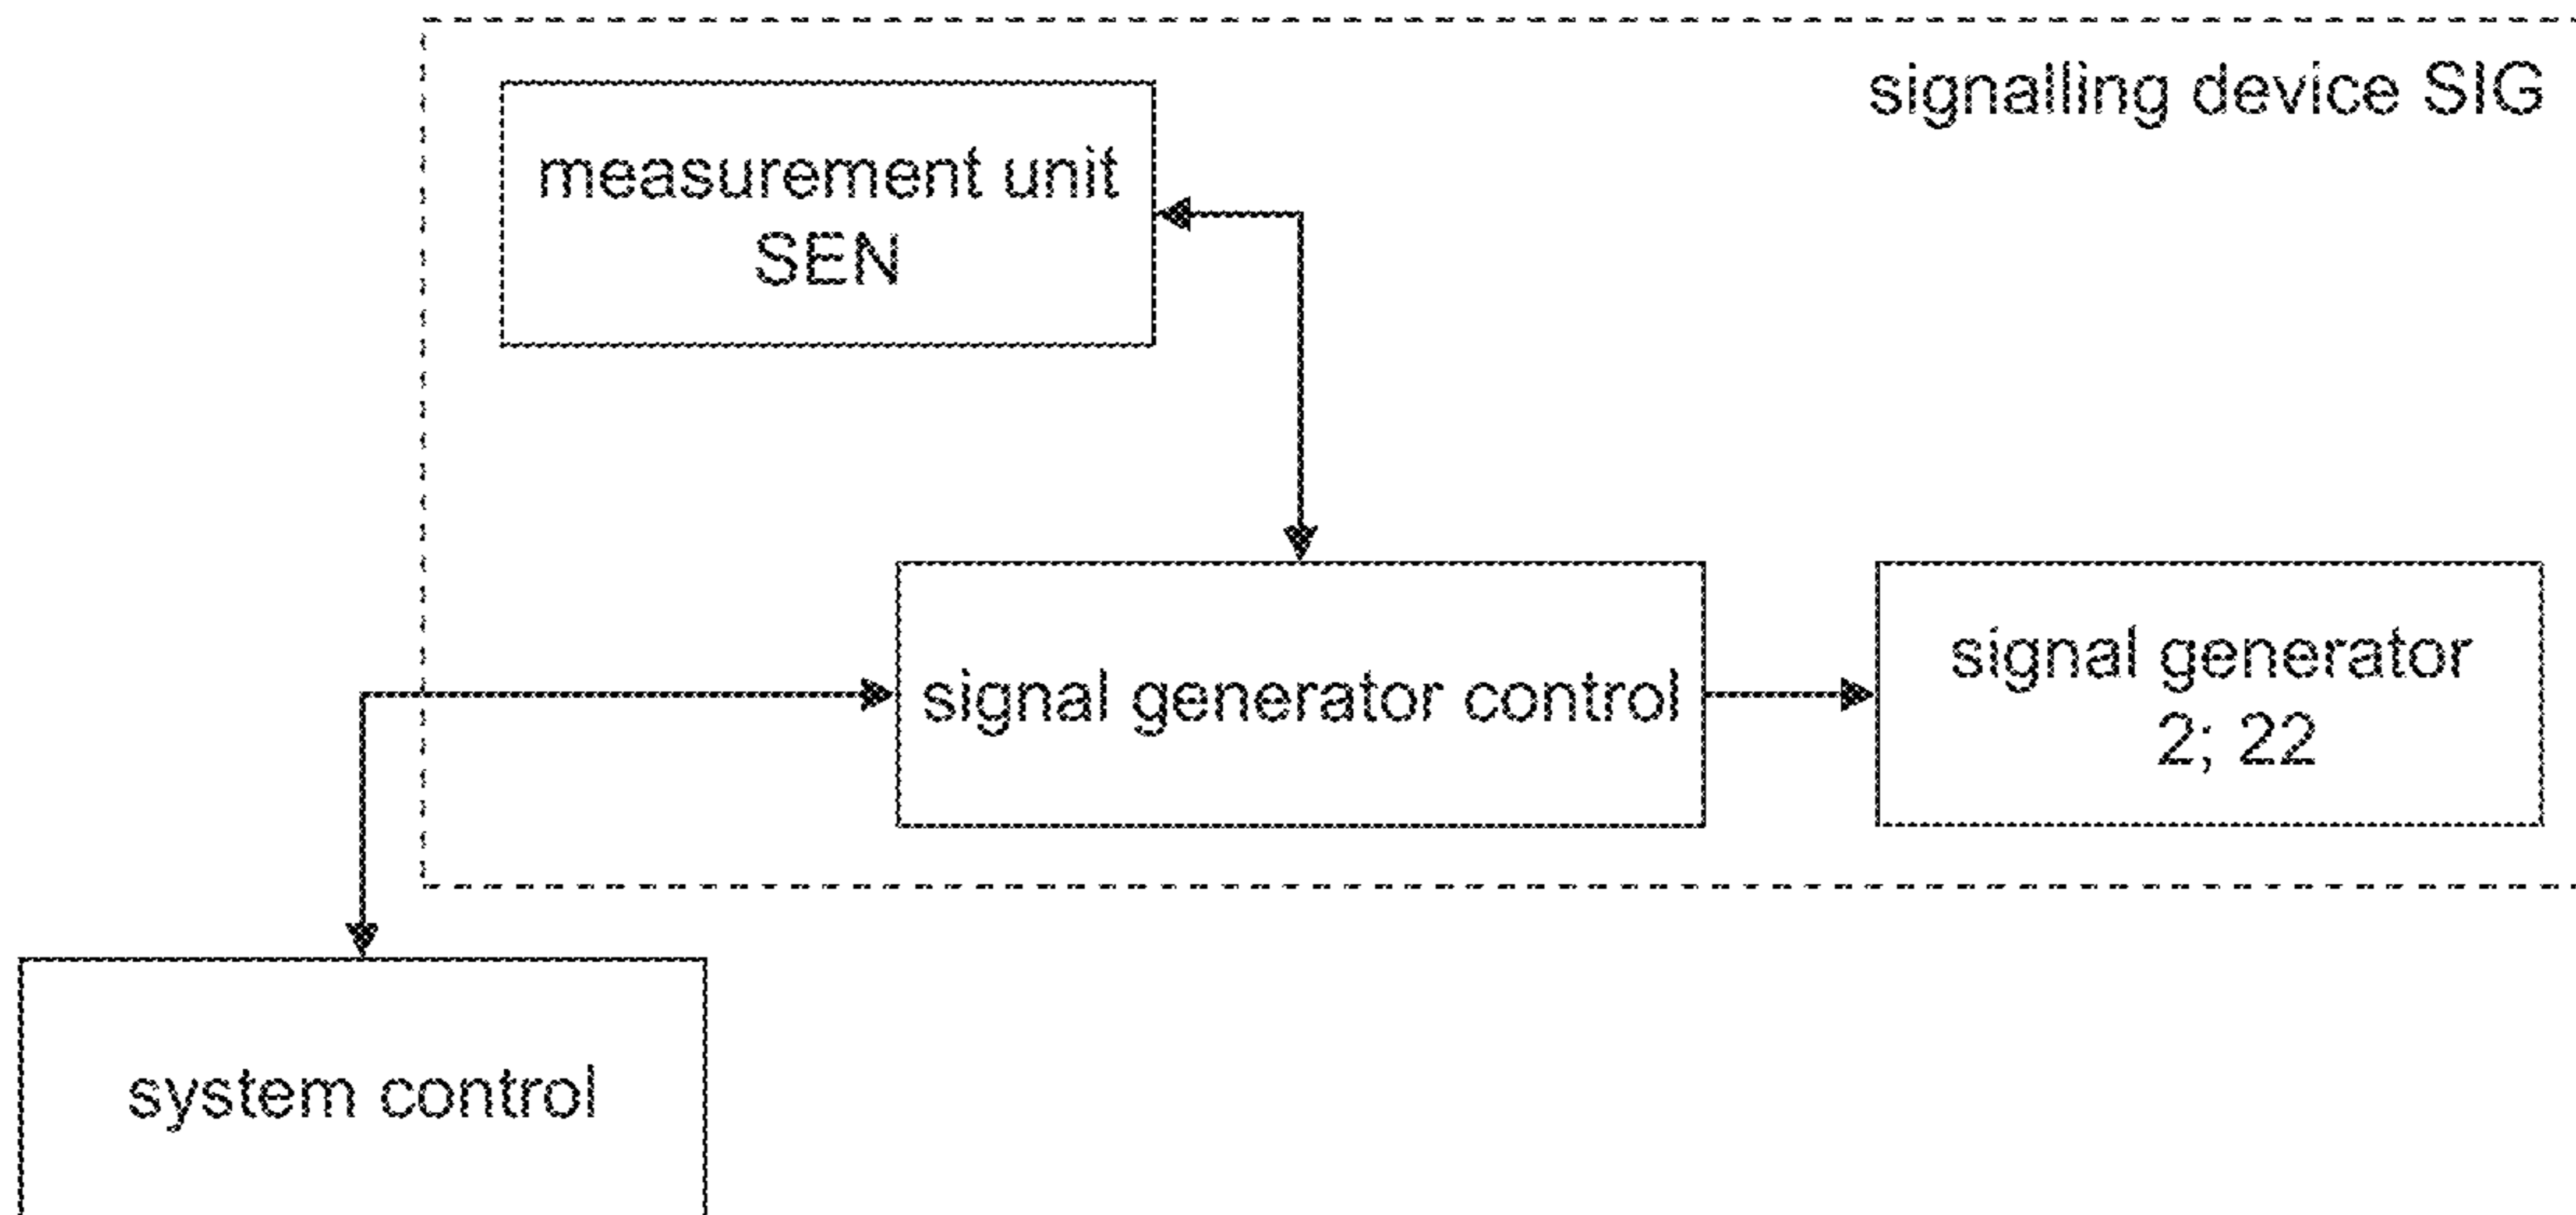 signalling device SIG
measurement unit
SEN
signal generator control
signal generator
2; 22
system control